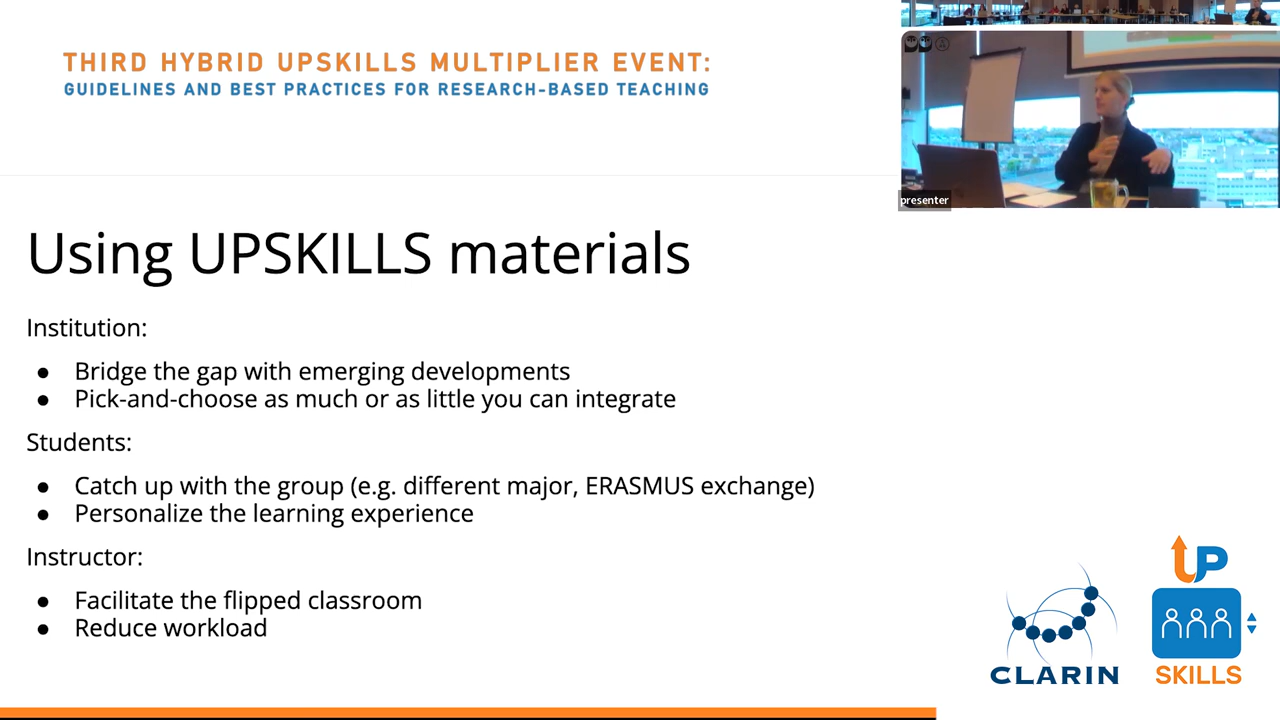 THIRD HYBRID UPSKILLS MULTIPLIER EVENT:
GUIDELINES AND BEST PRACTICES FOR RESEARCH-BASED TEACHING
presenter
Using UPSKILLS materials
Institution:
● Bridge the gap with emerging developments
● Pick-and-choose as much or as little you can integrate
Students:
● Catch up with the group (e.g. different major, ERASMUS exchange)
● Personalize the learning experience
Instructor:
● Facilitate the flipped classroom
● Reduce workload
CLARIN
UP
SKILLS